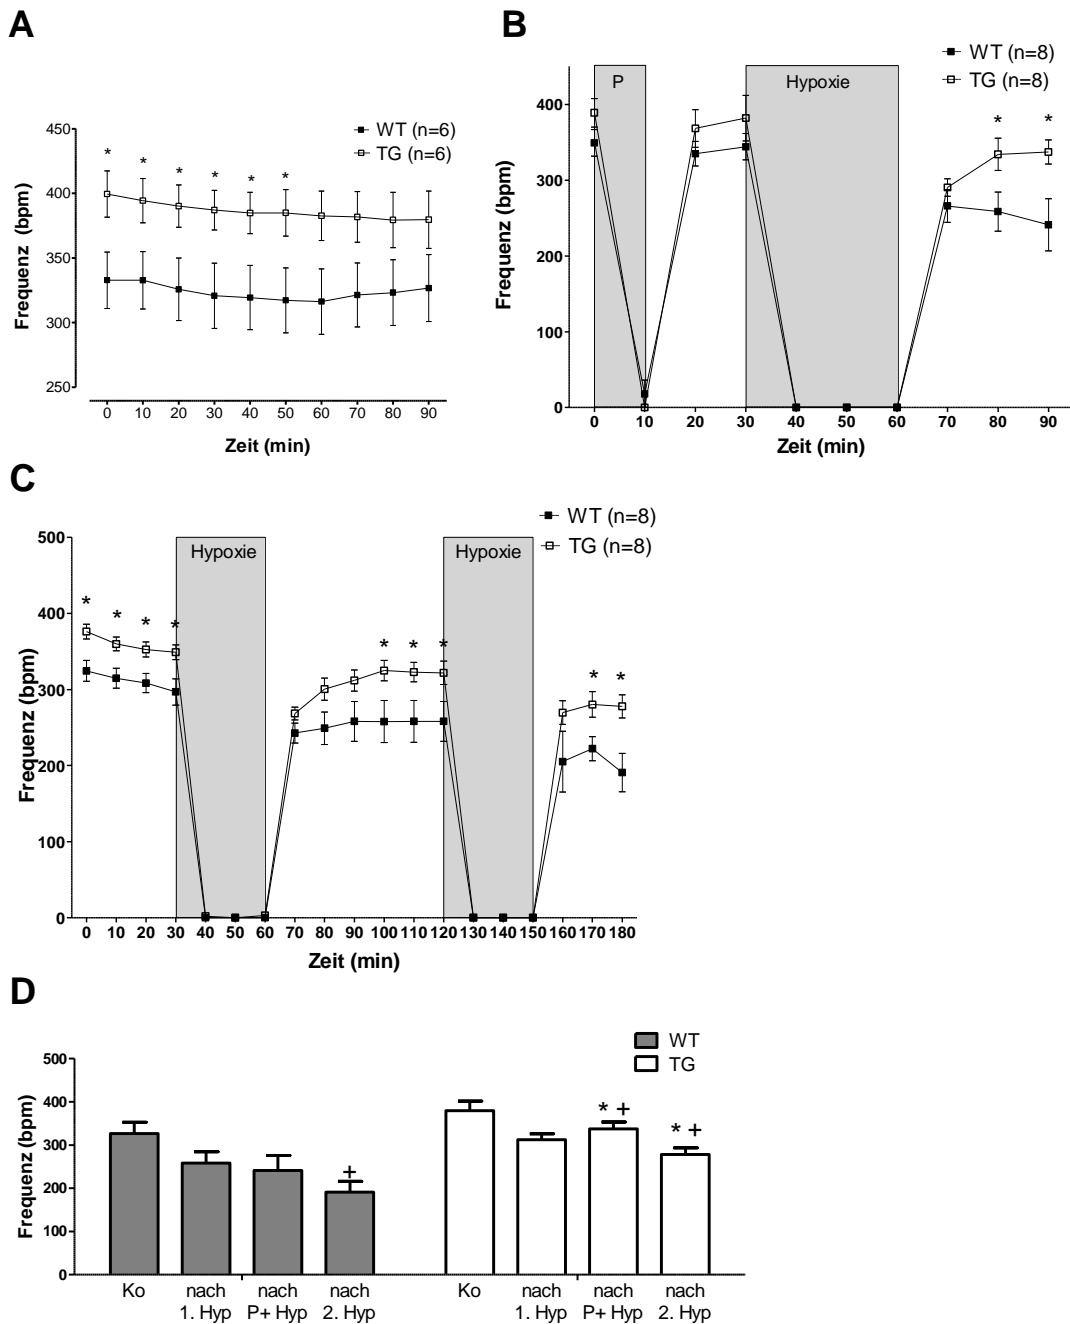 A
WT (n=6)
TG (n=6)
450
400
350
300
250
* * * * * *
Frequenz (bpm)
0 10 20 30 40 50 60 70 80 90
Zeit (min)
B
WT (n=8)
TG (n=8)
P
Hypoxie
400
300
200
100
0
* *
Frequenz (bpm)
0 10 20 30 40 50 60 70 80 90
Zeit (min)
C
WT (n=8)
TG (n=8)
Hypoxie
Hypoxie
500
400
300
200
100
0
* * * * * * * * *
Frequenz (bpm)
0 10 20 30 40 50 60 70 80 90 100 110 120 130 140 150 160 170 180
Zeit (min)
D
WT
TG
500
400
300
200
100
0
+ * + * +
Frequenz (bpm)
Ko nach nach nach Ko nach nach nach
1. Hyp P+ Hyp 2. Hyp 1. Hyp P+ Hyp 2. Hyp